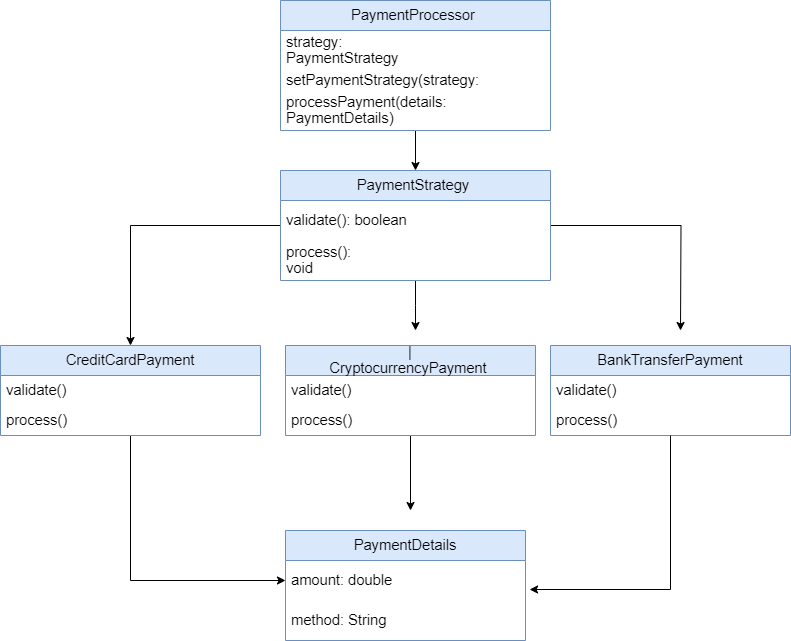 PaymentProcessor
strategy:
PaymentStrategy
setPaymentStrategy(strategy:
processPayment(details:
PaymentDetails)
PaymentStrategy
validate(): boolean
process():
void
CreditCardPayment
validate()
process()
CryptocurrencyPayment
validate()
process()
BankTransferPayment
validate()
process()
PaymentDetails
amount: double
method: String